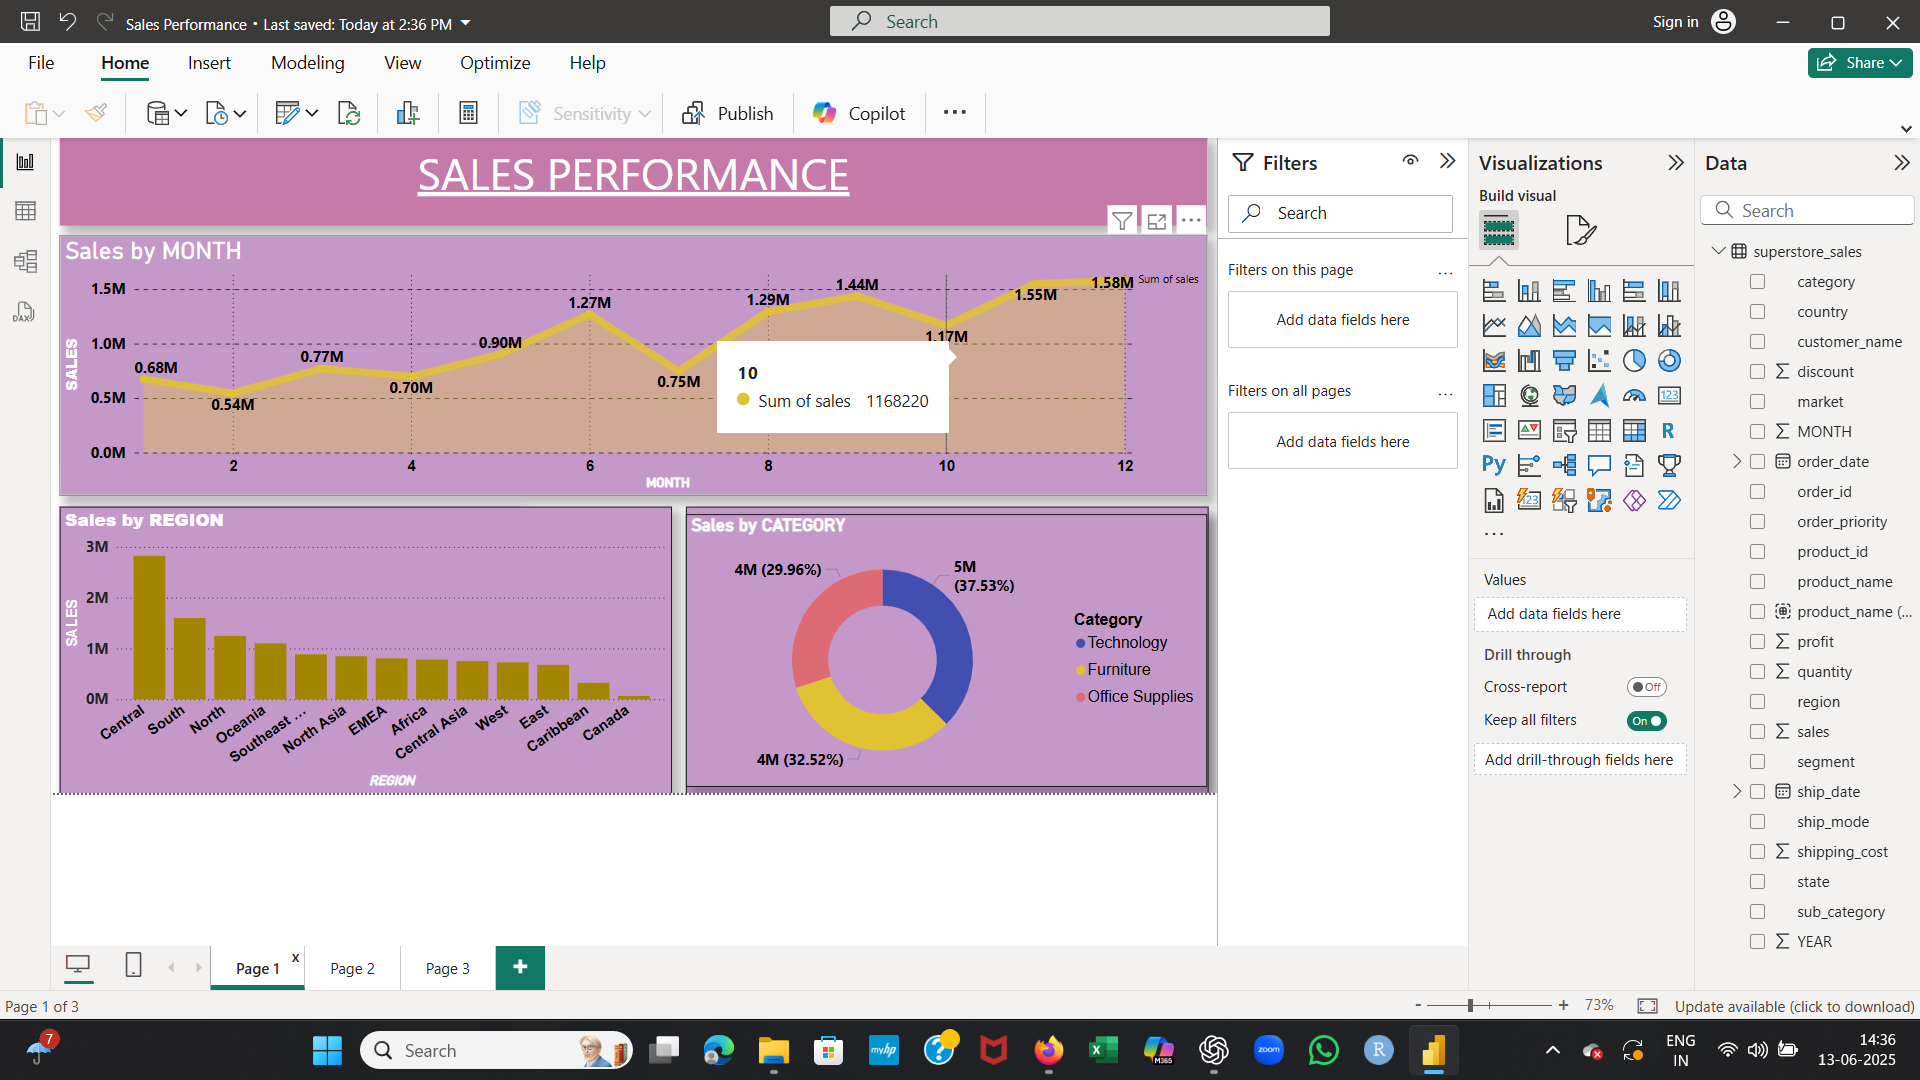 Sales Performance • Last saved: Today at 2:36 PM
Search
Sign in
File Home Insert Modeling View Optimize Help
Share
Sensitivity
Publish
Copilot
SALES PERFORMANCE
Sales by MONTH
SALES
1.5M
1.0M
0.5M
0.0M
0.68M
0.54M
0.77M
0.70M
0.90M
1.27M
0.75M
1.29M
1.44M
1.17M
1.55M
1.58M
Sum of sales
10
Sum of sales 1168220
2 4 6 8 10 12
MONTH
Sales by REGION
SALES
3M
2M
1M
0M
Central
South
North
Oceania
Southeast ...
North Asia
EMEA
Africa
Central Asia
West
East
Caribbean
Canada
REGION
Sales by CATEGORY
4M (29.96%)
5M
(37.53%)
4M (32.52%)
Category
Technology
Furniture
Office Supplies
Filters
Search
Filters on this page
Add data fields here
Filters on all pages
Add data fields here
Visualizations
Build visual
123
R
Py
123
Values
Add data fields here
Drill through
Cross-report
Off
Keep all filters
On
Add drill-through fields here
Data
Search
superstore_sales
category
country
customer_name
discount
market
MONTH
order_date
order_id
order_priority
product_id
product_name
product_name (...
profit
quantity
region
sales
segment
ship_date
ship_mode
shipping_cost
state
sub_category
YEAR
DAX
Page 1
x
Page 2
Page 3
+
Page 1 of 3
- + 73%
Update available (click to download)
7
Search
myhp
M365
zoom
R
ENG
IN
14:36
13-06-2025